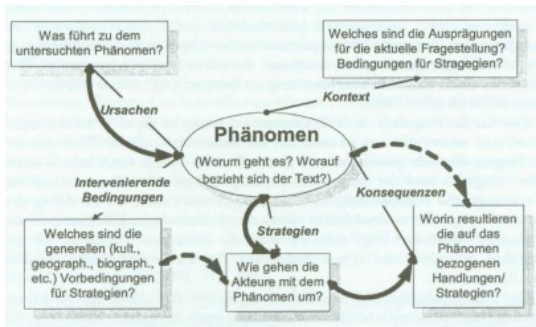 Was führt zu dem
untersuchten Phänomen?
Welches sind die Ausprägungen
für die aktuelle Fragestellung?
Bedingungen für Stragegien?
Ursachen
Kontext
Phänomen
(Worum geht es? Worauf
bezieht sich der Text?)
Intervenierende
Bedingungen
Konsequenzen
Strategien
Welches sind die
generellen (kult.,
geograph., biograph.,
etc.) Vorbedingungen
für Strategien?
Wie gehen die
Akteure mit dem
Phänomen um?
Worin resultieren
die auf das
Phänomen
bezogenen
Handlungen/
Strategien?